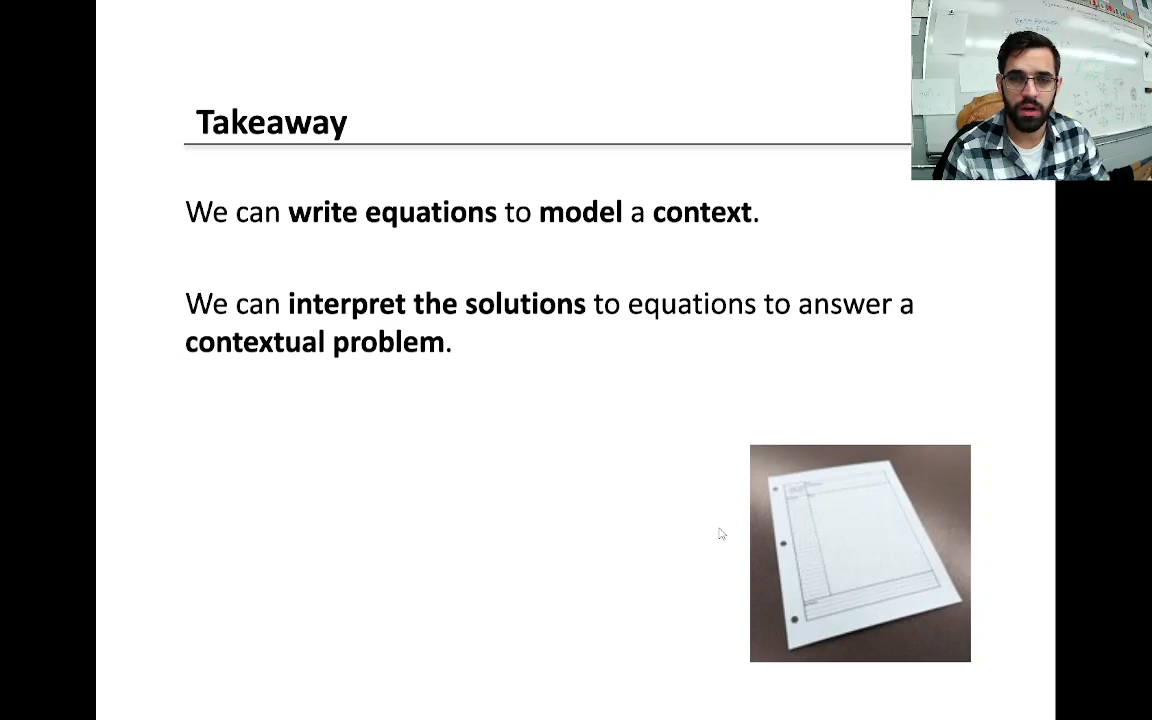 Takeaway
We can write equations to model a context.
We can interpret the solutions to equations to answer a
contextual problem.